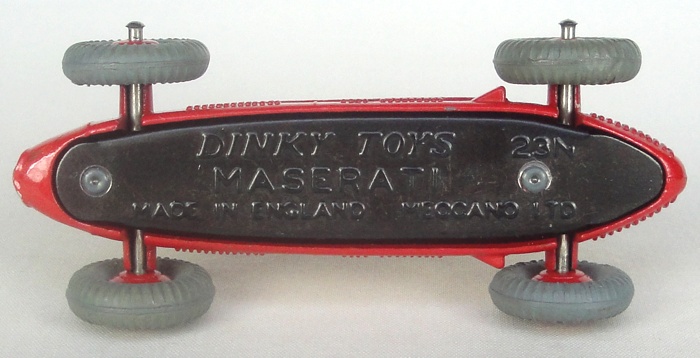 DINKY TOYS 23N
'MASERATI'
MADE IN ENGLAND MECCANO LTD